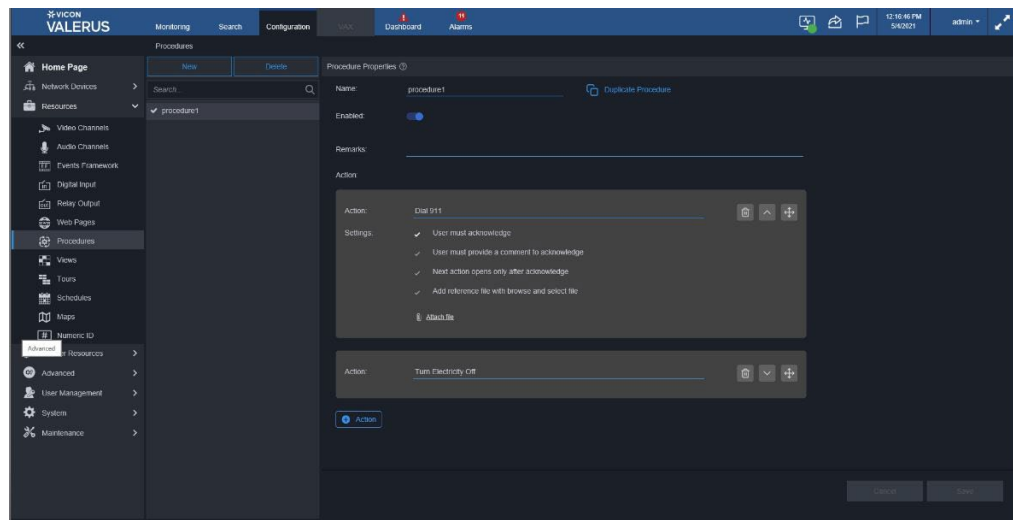 VICON
VALERUS
Monitoring Search Configuration VAX Dashboard Alarms
11
12:16:46 PM
5/4/2021
admin
Procedures
Home Page
Network Devices
Resources
Video Channels
Audio Channels
Events Framework
Digital Input
Relay Output
Web Pages
Procedures
Views
Tours
Schedules
Maps
Numeric ID
Advanced
Resources
Advanced
User Management
System
Maintenance
New Delete
Search...
procedure1
Procedure Properties
Name: procedure1 Duplicate Procedure
Enabled:
Remarks:
Action:
Action: Dial 911
Settings: User must acknowledge
User must provide a comment to acknowledge
Next action opens only after acknowledge
Add reference file with browse and select file
Attach file
Action: Turn Electricity Off
Action
Cancel Save